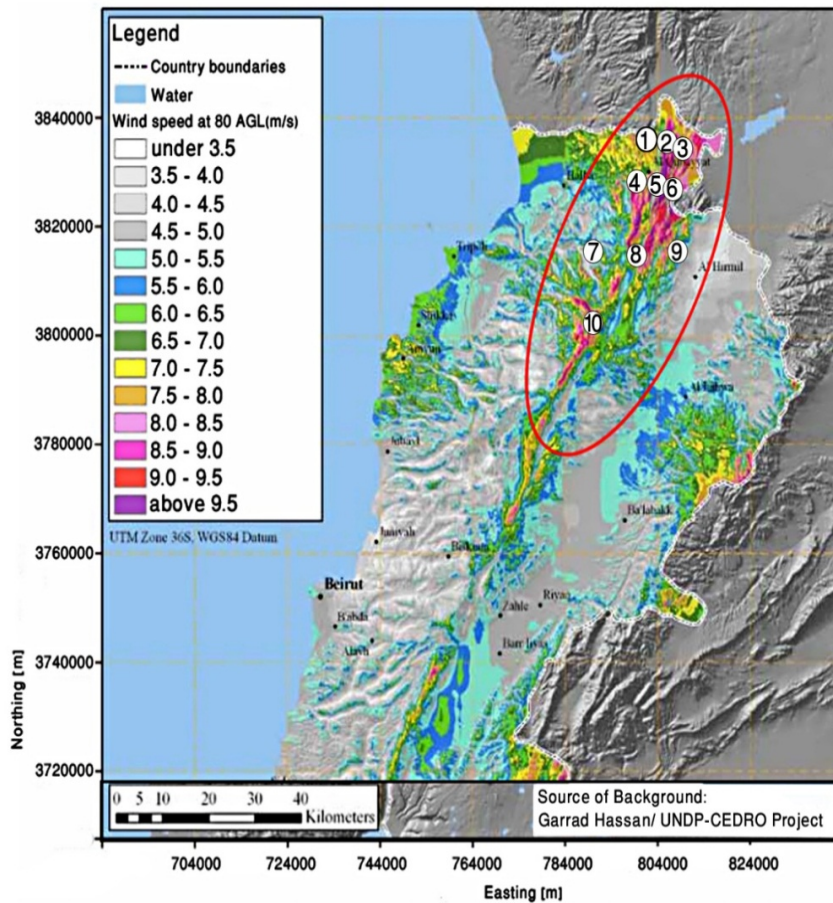 Legend
Country boundaries
Water
Wind speed at 80 AGL(m/s)
under 3.5
3.5 - 4.0
4.0 - 4.5
4.5 - 5.0
5.0 - 5.5
5.5 - 6.0
6.0 - 6.5
6.5 - 7.0
7.0 - 7.5
7.5 - 8.0
8.0 - 8.5
8.5 - 9.0
9.0 - 9.5
above 9.5
UTM Zone 36S, WGS84 Datum
3840000
3820000
3800000
3780000
3760000
3740000
3720000
Northing [m]
1
2
3
4
5
6
7
8
9
10
Beirut
B'abda
Zahle
Riyaq
Ba'labakk
0 5 10 20 30 40
Kilometers
Source of Background:
Garrad Hassan/ UNDP-CEDRO Project
704000
724000
744000
764000
784000
804000
824000
Easting [m]